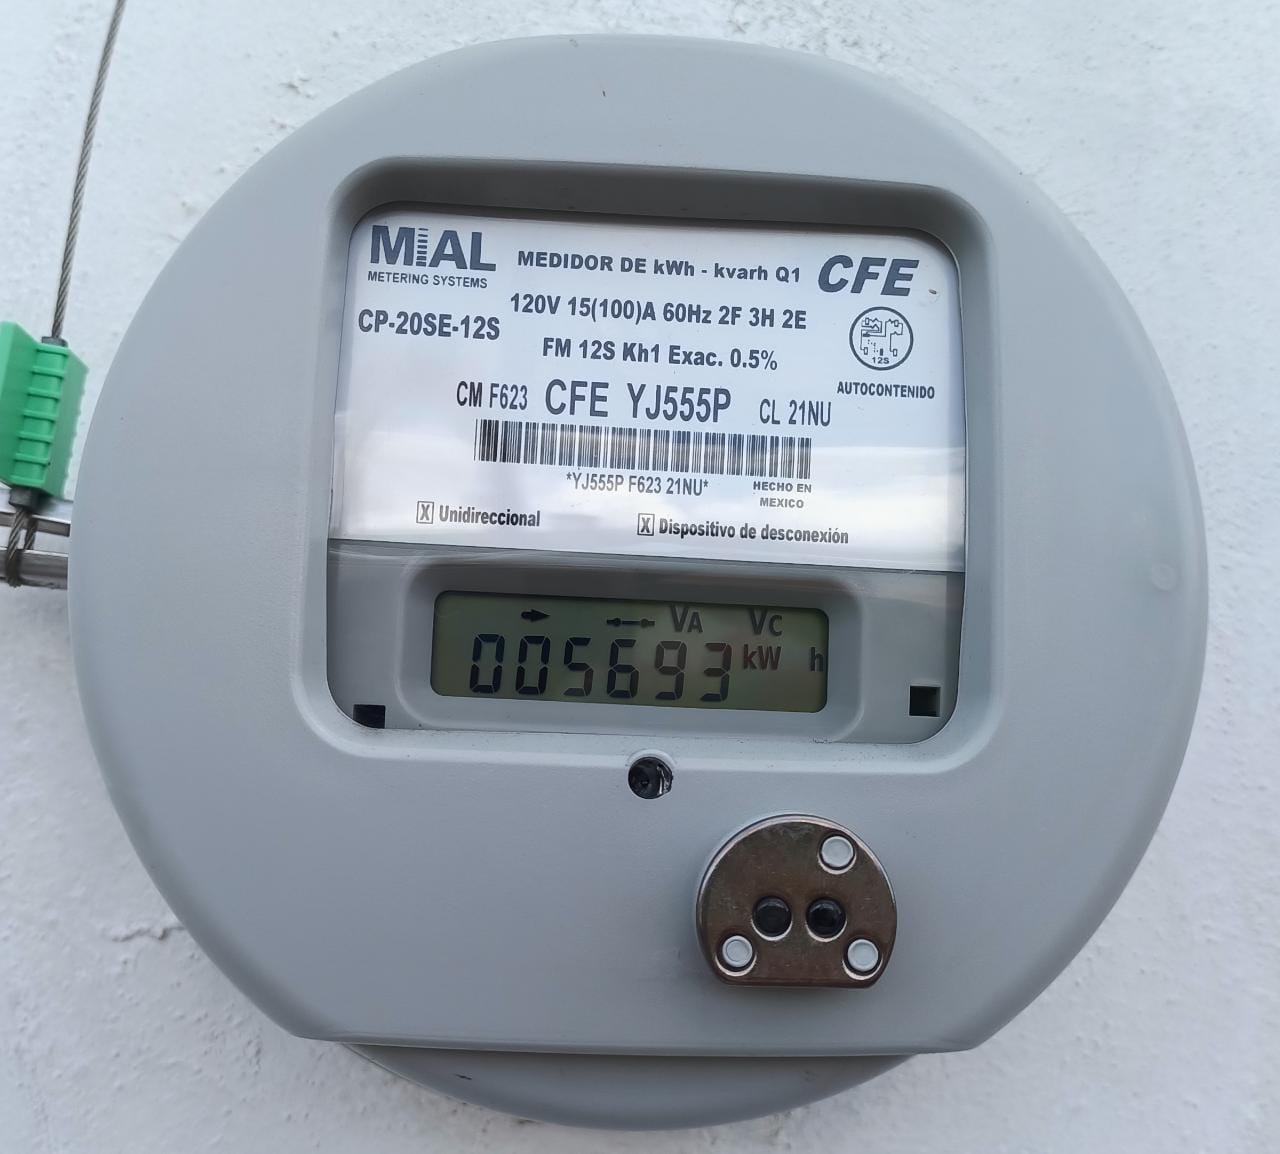 MIAL
METERING SYSTEMS
MEDIDOR DE kWh - kvarh Q1
CFE
CP-20SE-12S
120V 15(100)A 60Hz 2F 3H 2E
FM 12S Kh1 Exac. 0.5%
12S
AUTOCONTENIDO
CM F623 CFE YJ555P CL 21NU
*YJ555P F623 21NU*
HECHO EN
MEXICO
X Unidireccional
X Dispositivo de desconexión
VA VC
005693 kW h